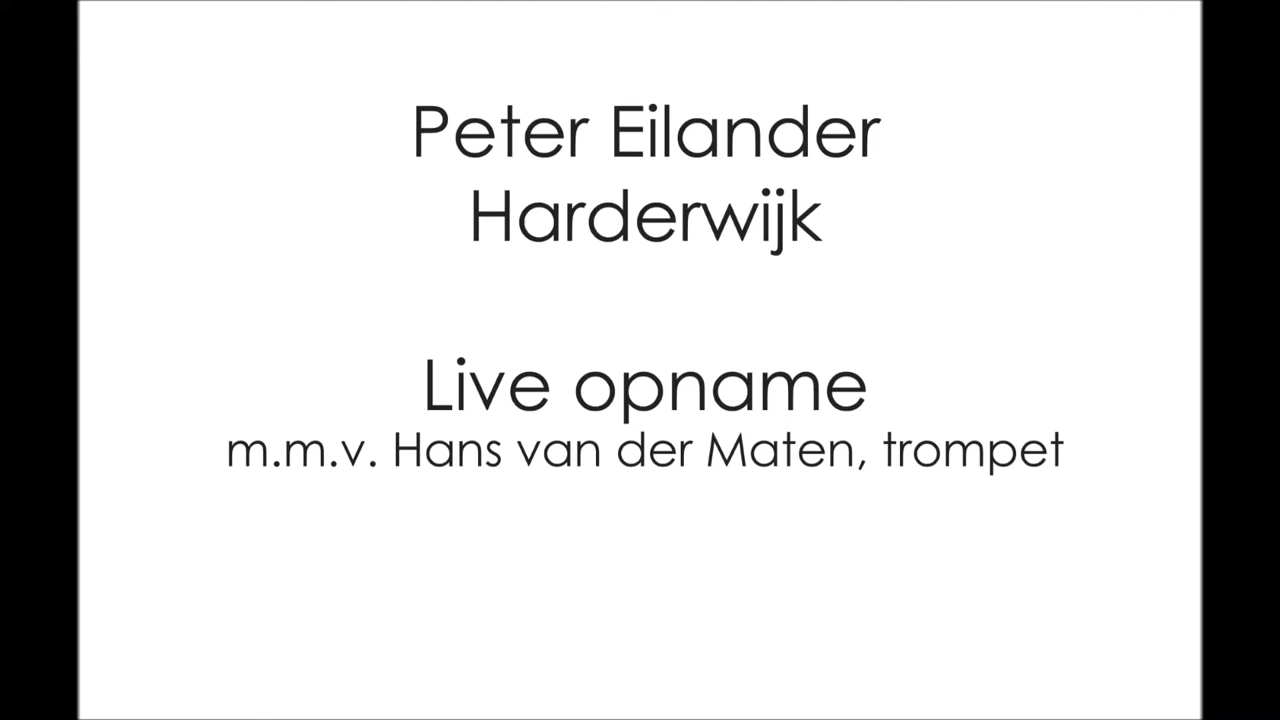 Peter Eilander
Harderwijk
Live opname
m.m.v. Hans van der Maten, trompet